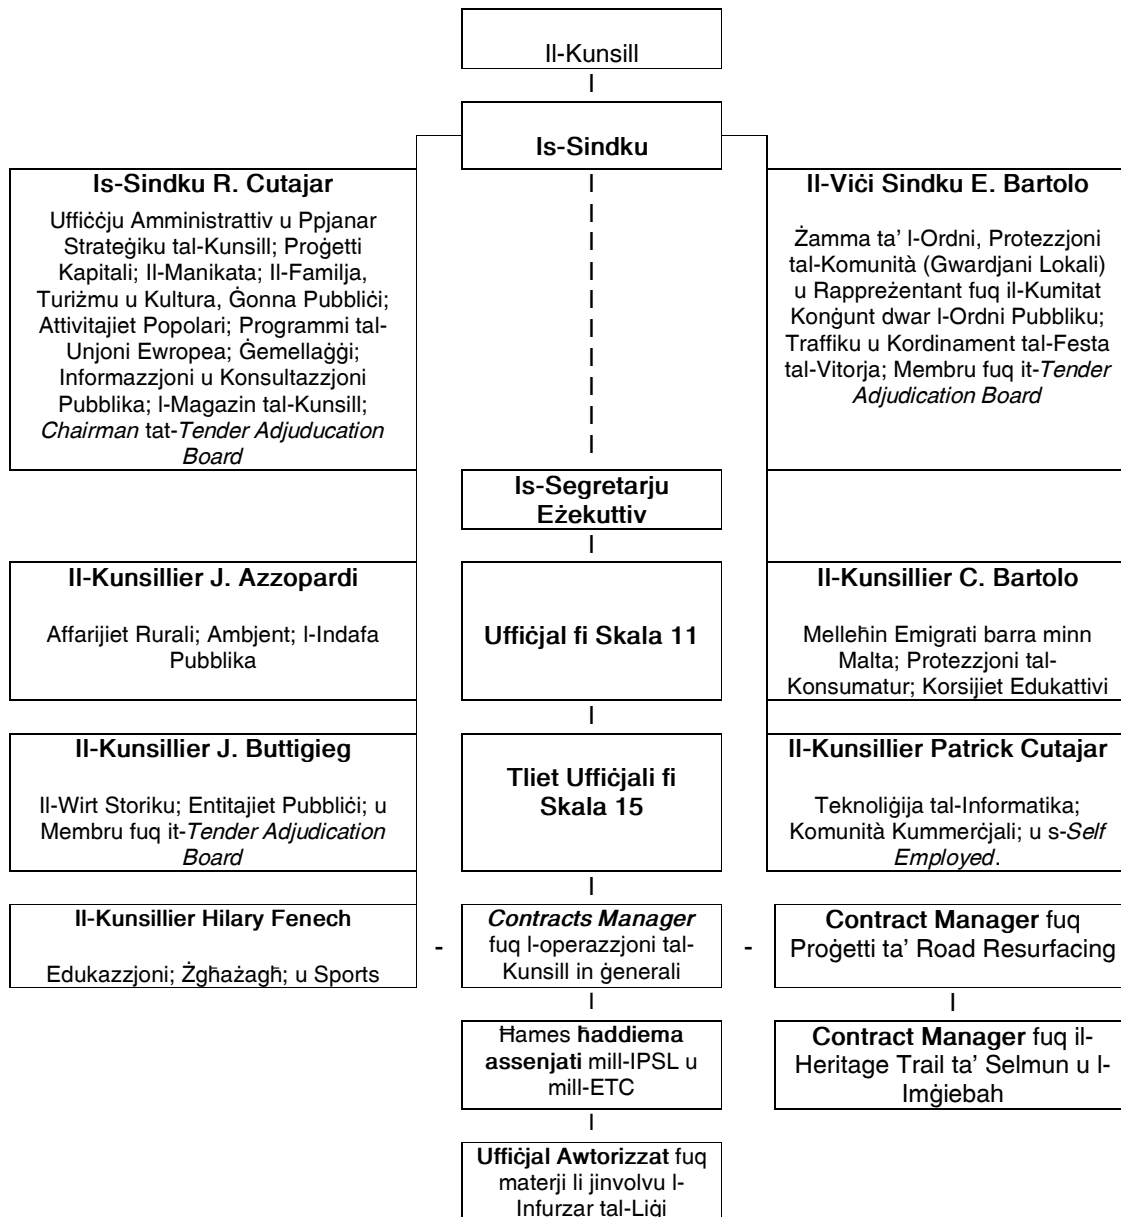 Il-Kunsill
Is-Sindku
Is-Sindku R. Cutajar
Uffiċċju Amministrattiv u Ppjanar
Strateġiku tal-Kunsill; Proġetti
Kapitali; Il-Manikata; Il-Familja,
Turiżmu u Kultura, Ġonna Pubbliċi;
Attivitajiet Popolari; Programmi tal-
Unjoni Ewropea; Ġemellaġġi;
Informazzjoni u Konsultazzjoni
Pubblika; l-Magazin tal-Kunsill;
Chairman tat-Tender Adjuducation
Board
Il-Viċi Sindku E. Bartolo
Żamma ta' l-Ordni, Protezzjoni
tal-Komunità (Gwardjani Lokali)
u Rappreżentant fuq il-Kumitat
Konġunt dwar l-Ordni Pubbliku;
Traffiku u Kordinament tal-Festa
tal-Vitorja; Membru fuq it-Tender
Adjudication Board
Is-Segretarju
Eżekuttiv
Il-Kunsillier J. Azzopardi
Affarijiet Rurali; Ambjent; l-Indafa
Pubblika
Uffiċjal fi Skala 11
Il-Kunsillier C. Bartolo
Melleħin Emigrati barra minn
Malta; Protezzjoni tal-
Konsumatur; Korsijiet Edukattivi
Il-Kunsillier J. Buttigieg
Il-Wirt Storiku; Entitajiet Pubbliċi; u
Membru fuq it-Tender Adjudication
Board
Tliet Uffiċjali fi
Skala 15
Il-Kunsillier Patrick Cutajar
Teknoliġija tal-Informatika;
Komunità Kummerċjali; u s-Self
Employed.
Il-Kunsillier Hilary Fenech
Edukazzjoni; Żgħażagħ; u Sports
Contracts Manager
fuq l-operazzjoni tal-
Kunsill in ġenerali
Contract Manager fuq
Proġetti ta' Road Resurfacing
Ħames ħaddiema
assenjati mill-IPSL u
mill-ETC
Contract Manager fuq il-
Heritage Trail ta' Selmun u l-
Imġiebah
Uffiċjal Awtorizzat fuq
materji li jinvolvu l-
Infurzar tal-Liġi